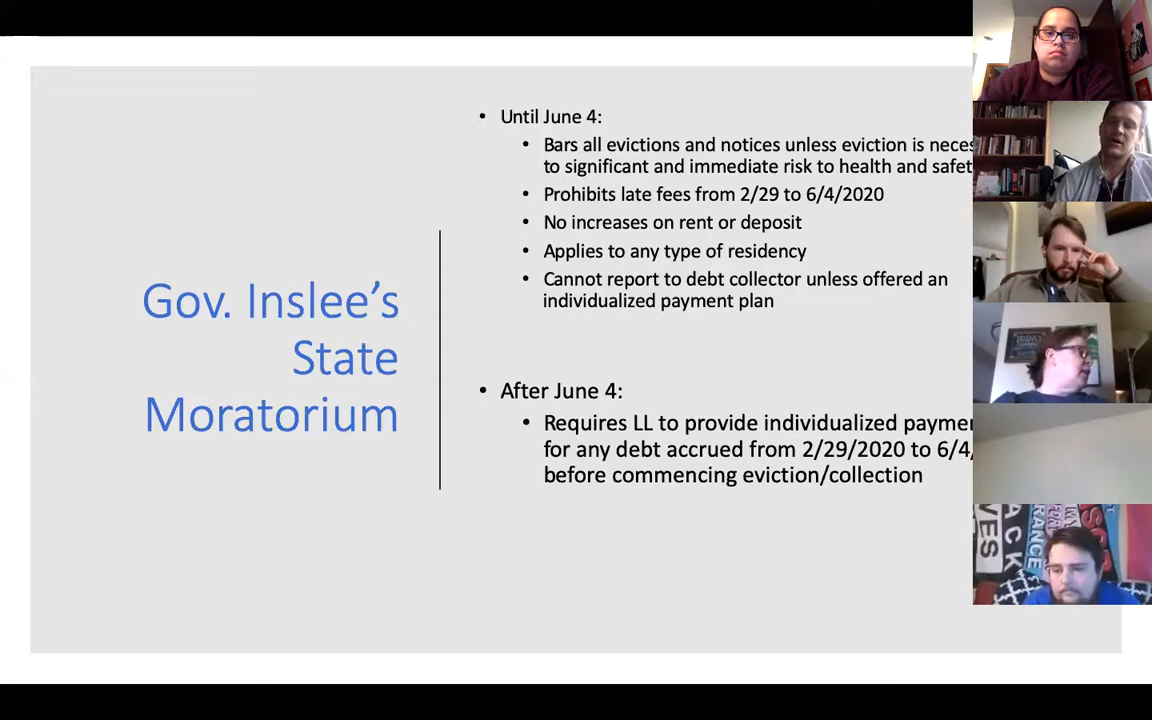 Gov. Inslee's
State
Moratorium
• Until June 4:
• Bars all evictions and notices unless eviction is neces
to significant and immediate risk to health and safet
• Prohibits late fees from 2/29 to 6/4/2020
• No increases on rent or deposit
• Applies to any type of residency
• Cannot report to debt collector unless offered an
individualized payment plan
• After June 4:
• Requires LL to provide individualized paymen
for any debt accrued from 2/29/2020 to 6/4/
before commencing eviction/collection